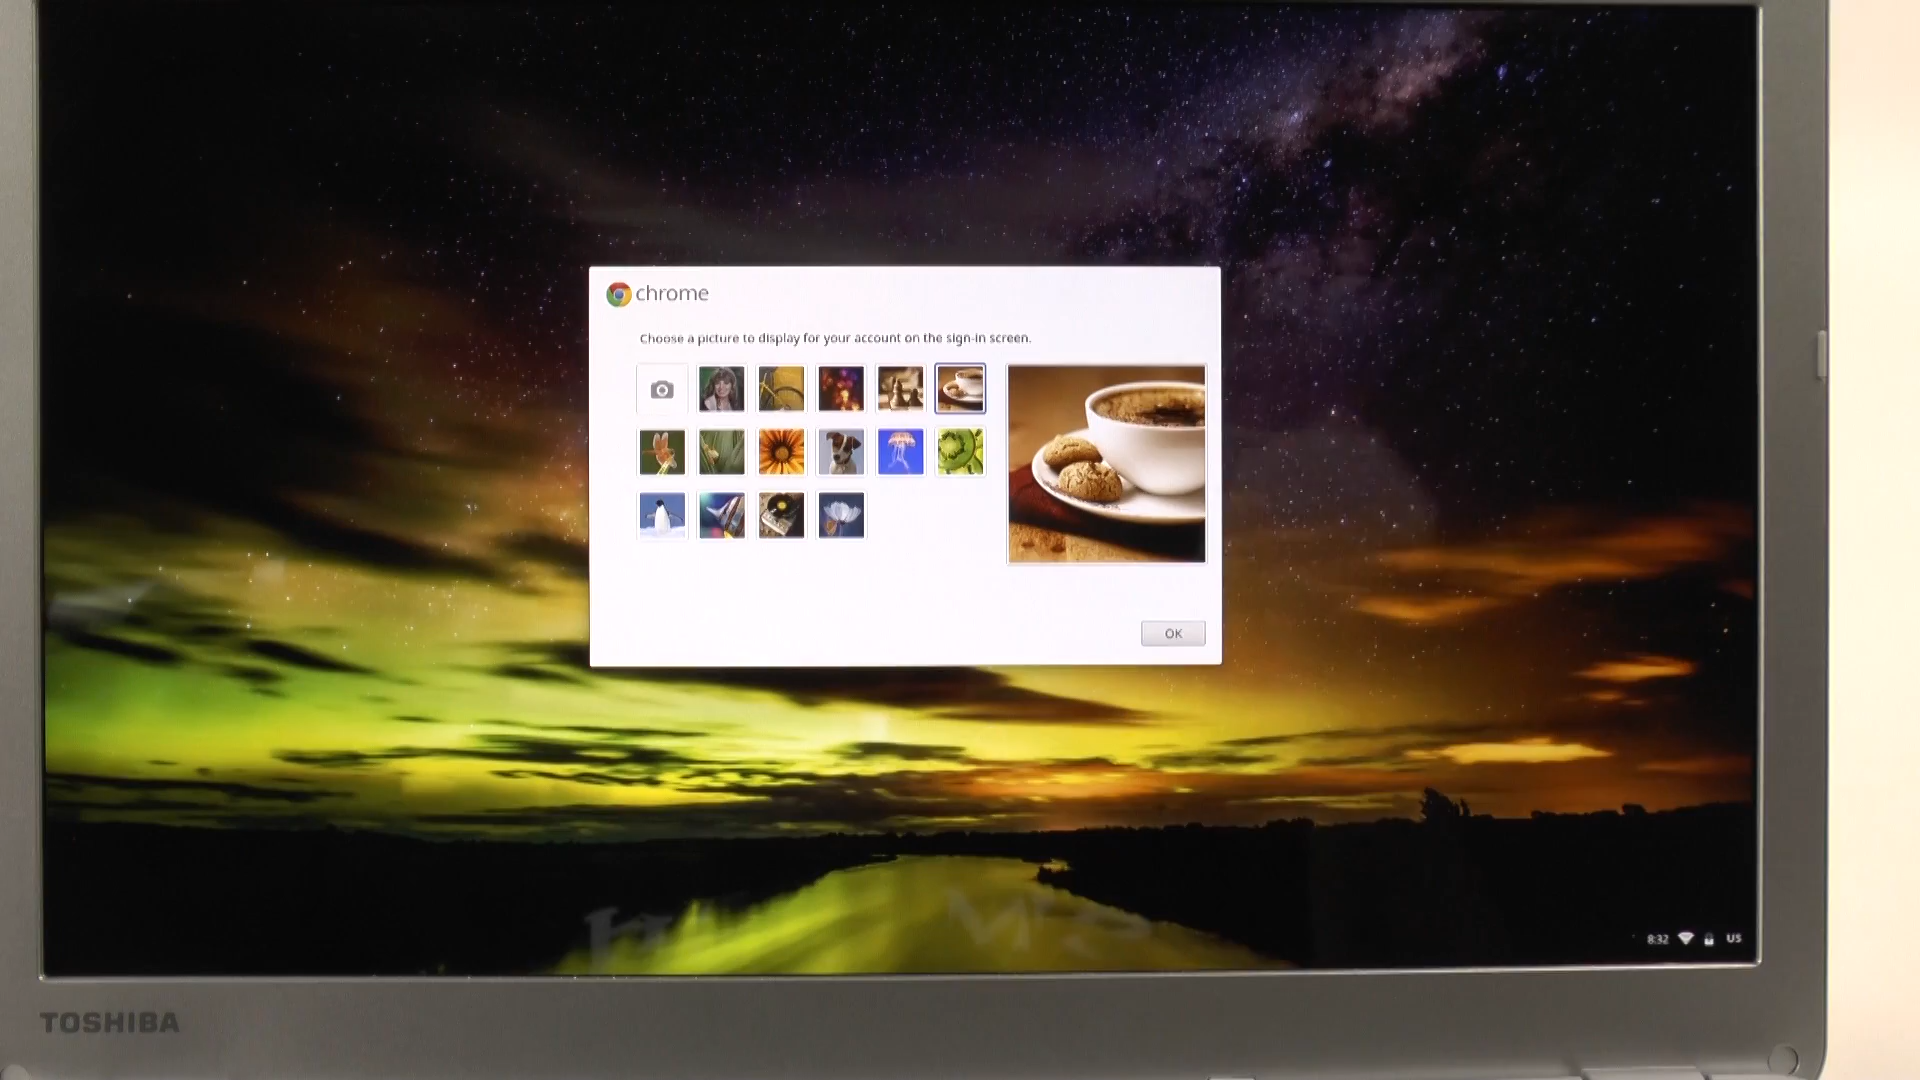 chrome
Choose a picture to display for your account on the sign-in screen.
OK
8:32 US
TOSHIBA